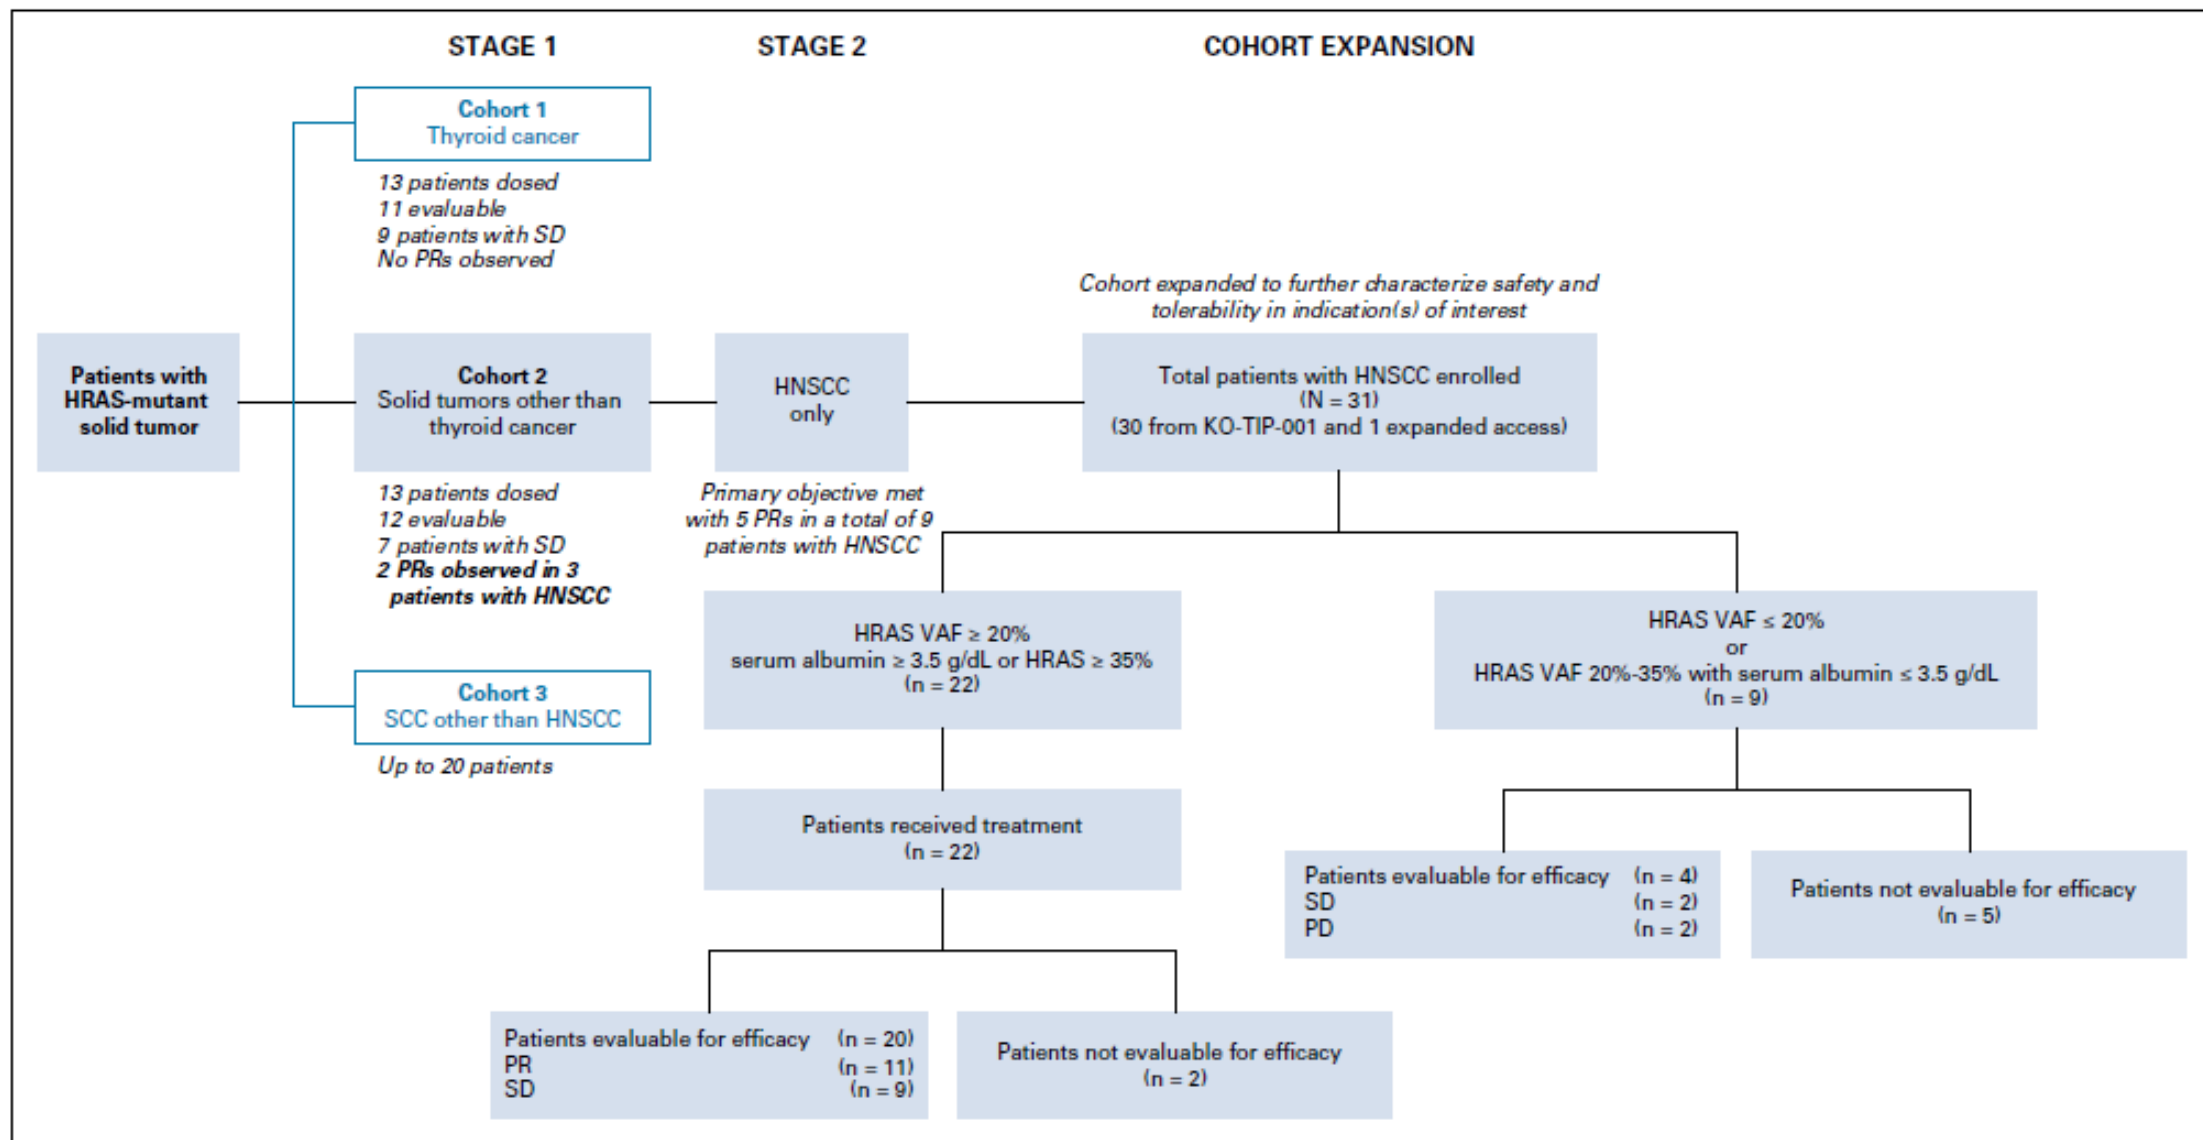 STAGE 1
STAGE 2
COHORT EXPANSION
Cohort 1
Thyroid cancer
13 patients dosed
11 evaluable
9 patients with SD
No PRs observed
Patients with
HRAS-mutant
solid tumor
Cohort 2
Solid tumors other than
thyroid cancer
13 patients dosed
12 evaluable
7 patients with SD
2 PRs observed in 3
patients with HNSCC
Cohort 3
SCC other than HNSCC
Up to 20 patients
HNSCC
only
Primary objective met
with 5 PRs in a total of 9
patients with HNSCC
Cohort expanded to further characterize safety and
tolerability in indication(s) of interest
Total patients with HNSCC enrolled
(N = 31)
(30 from KO-TIP-001 and 1 expanded access)
HRAS VAF ≥ 20%
serum albumin ≥ 3.5 g/dL or HRAS ≥ 35%
(n = 22)
Patients received treatment
(n = 22)
Patients evaluable for efficacy (n = 20)
PR (n = 11)
SD (n = 9)
Patients not evaluable for efficacy
(n = 2)
HRAS VAF ≤ 20%
or
HRAS VAF 20%-35% with serum albumin ≤ 3.5 g/dL
(n = 9)
Patients evaluable for efficacy (n = 4)
SD (n = 2)
PD (n = 2)
Patients not evaluable for efficacy
(n = 5)